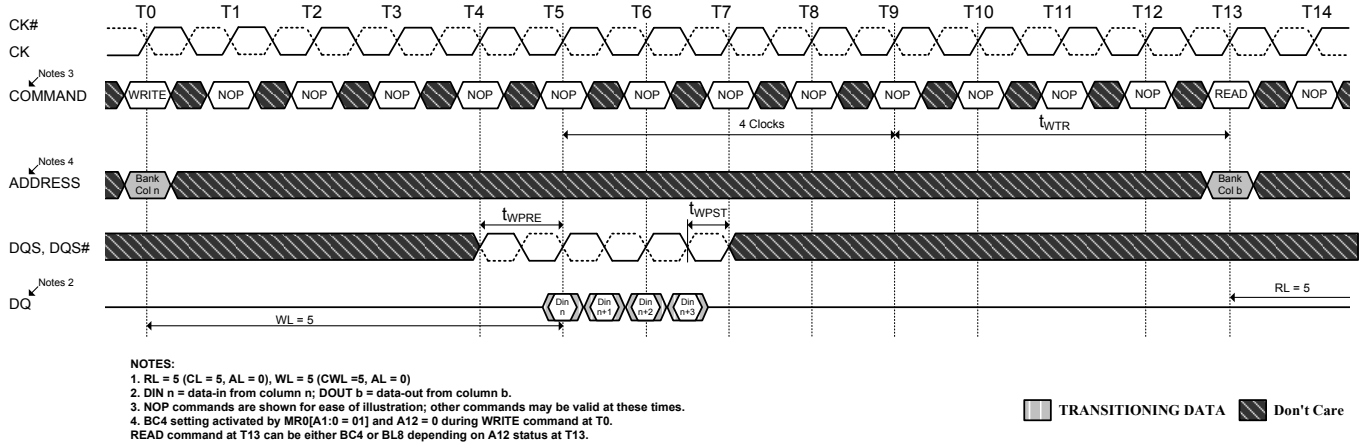 CK#
CK
T0 T1 T2 T3 T4 T5 T6 T7 T8 T9 T10 T11 T12 T13 T14
Notes 3
COMMAND
WRITE NOP NOP NOP NOP NOP NOP NOP NOP NOP NOP NOP NOP READ NOP
4 Clocks tWTR
Notes 4
ADDRESS
Bank
Col n
Bank
Col b
tWPRE tWPST
DQS, DQS#
Notes 2
DQ
Din
n
Din
n+1
Din
n+2
Din
n+3
RL = 5
WL = 5
NOTES:
1. RL = 5 (CL = 5, AL = 0), WL = 5 (CWL =5, AL = 0)
2. DIN n = data-in from column n; DOUT b = data-out from column b.
3. NOP commands are shown for ease of illustration; other commands may be valid at these times.
4. BC4 setting activated by MR0[A1:0 = 01] and A12 = 0 during WRITE command at T0.
READ command at T13 can be either BC4 or BL8 depending on A12 status at T13.
TRANSITIONING DATA Don't Care